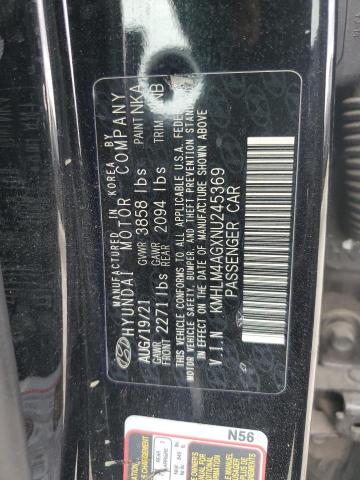 MANUFACTURED IN KOREA BY
HYUNDAI MOTOR COMPANY
AUG/19/21 GVWR 3858 lbs PAINT NKA
GAWR FRONT 2271 lbs GAWR REAR 2094 lbs TRIM NNB
THIS VEHICLE CONFORMS TO ALL APPLICABLE U.S.A. FEDERAL
MOTOR VEHICLE SAFETY, BUMPER, AND THEFT PREVENTION STANDARDS
IN EFFECT ON THE DATE OF MANUFACTURE SHOWN ABOVE
V.I.N KMHLM4AGXNU245369
PASSENGER CAR
N56